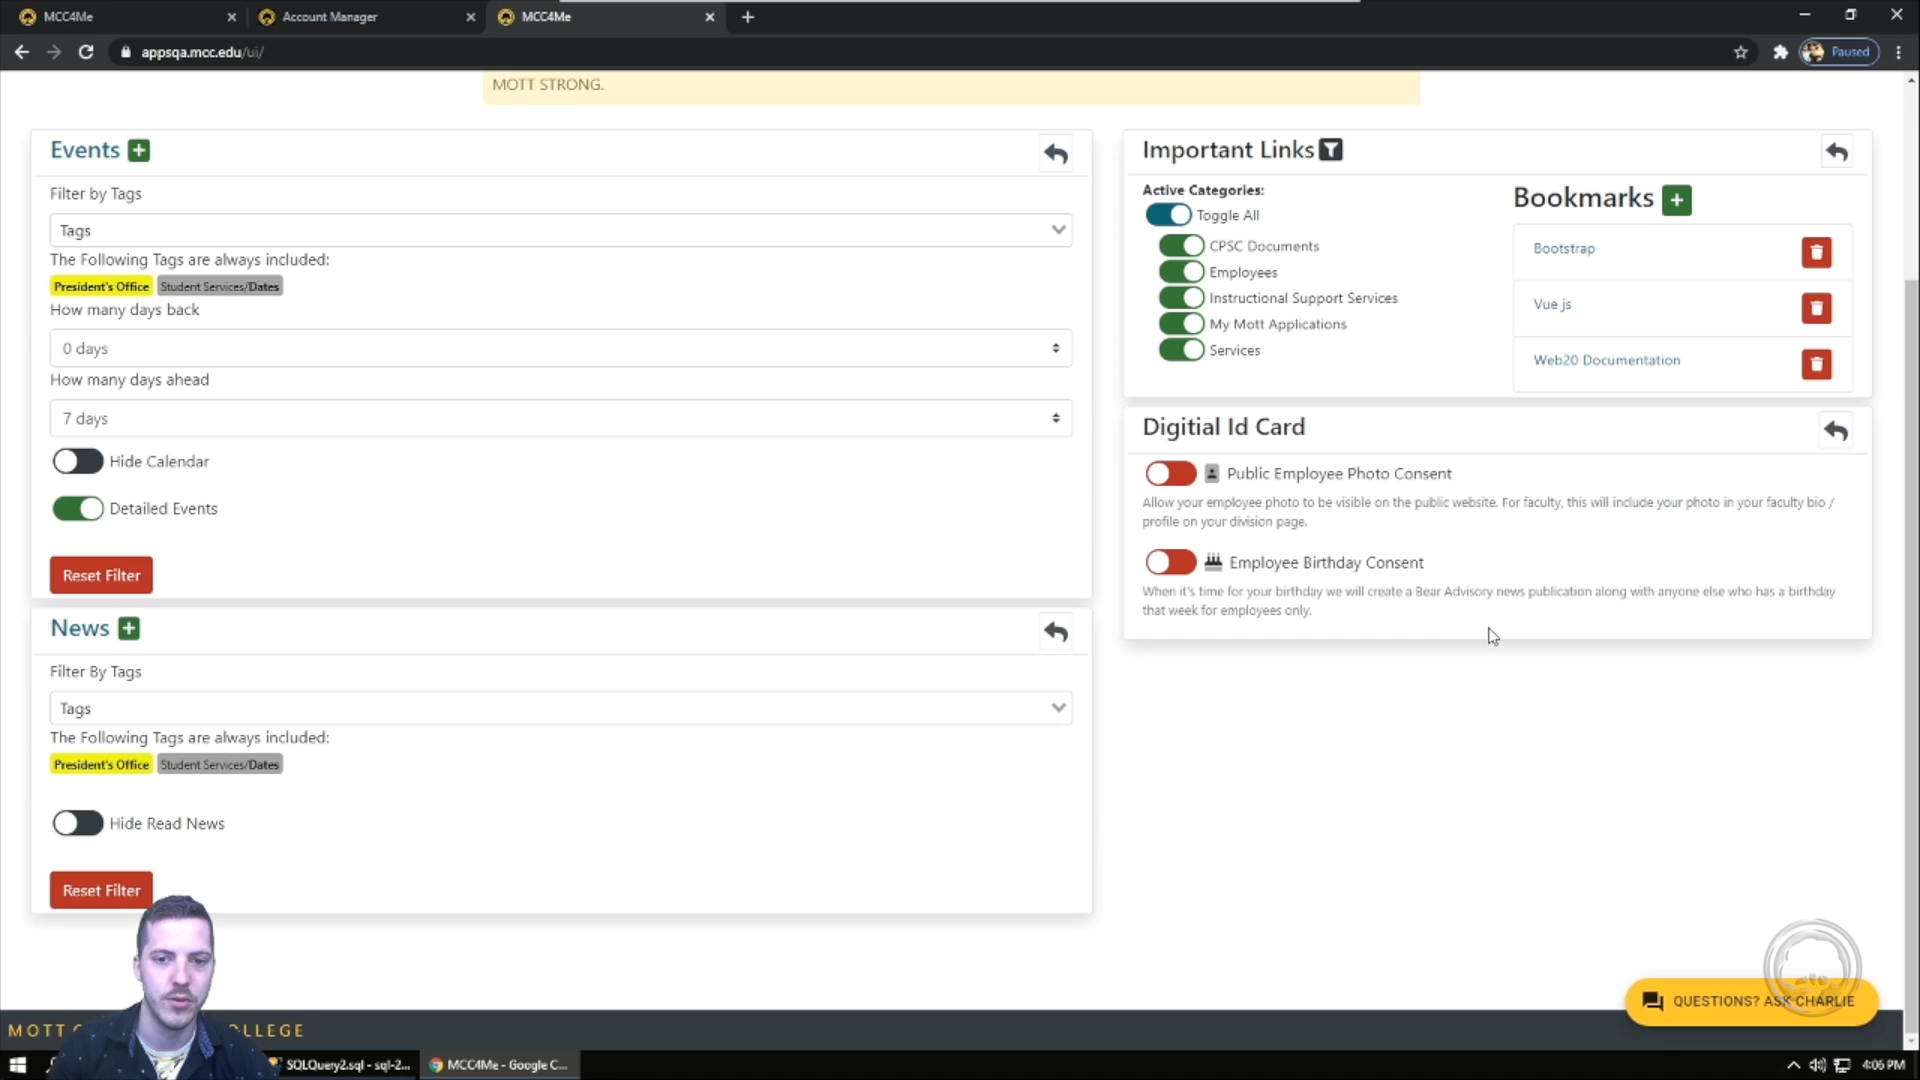 MCC4Me
Account Manager
MCC4Me
appsqa.mcc.edu/ui/
Paused
MOTT STRONG.
Events
Filter by Tags
Tags
The Following Tags are always included:
President's Office Student Services/Dates
How many days back
0 days
How many days ahead
7 days
Hide Calendar
Detailed Events
Reset Filter
News
Filter By Tags
Tags
The Following Tags are always included:
President's Office Student Services/Dates
Hide Read News
Reset Filter
Important Links
Active Categories:
Toggle All
CPSC Documents
Employees
Instructional Support Services
My Mott Applications
Services
Bookmarks
Bootstrap
Vue js
Web20 Documentation
Digitial Id Card
Public Employee Photo Consent
Allow your employee photo to be visible on the public website. For faculty, this will include your photo in your faculty bio /
profile on your division page.
Employee Birthday Consent
When it's time for your birthday we will create a Bear Advisory news publication along with anyone else who has a birthday
that week for employees only.
QUESTIONS? ASK CHARLIE
MOTT
SQLQuery2.sql - sql-2...
MCC4Me - Google C...
4:06 PM